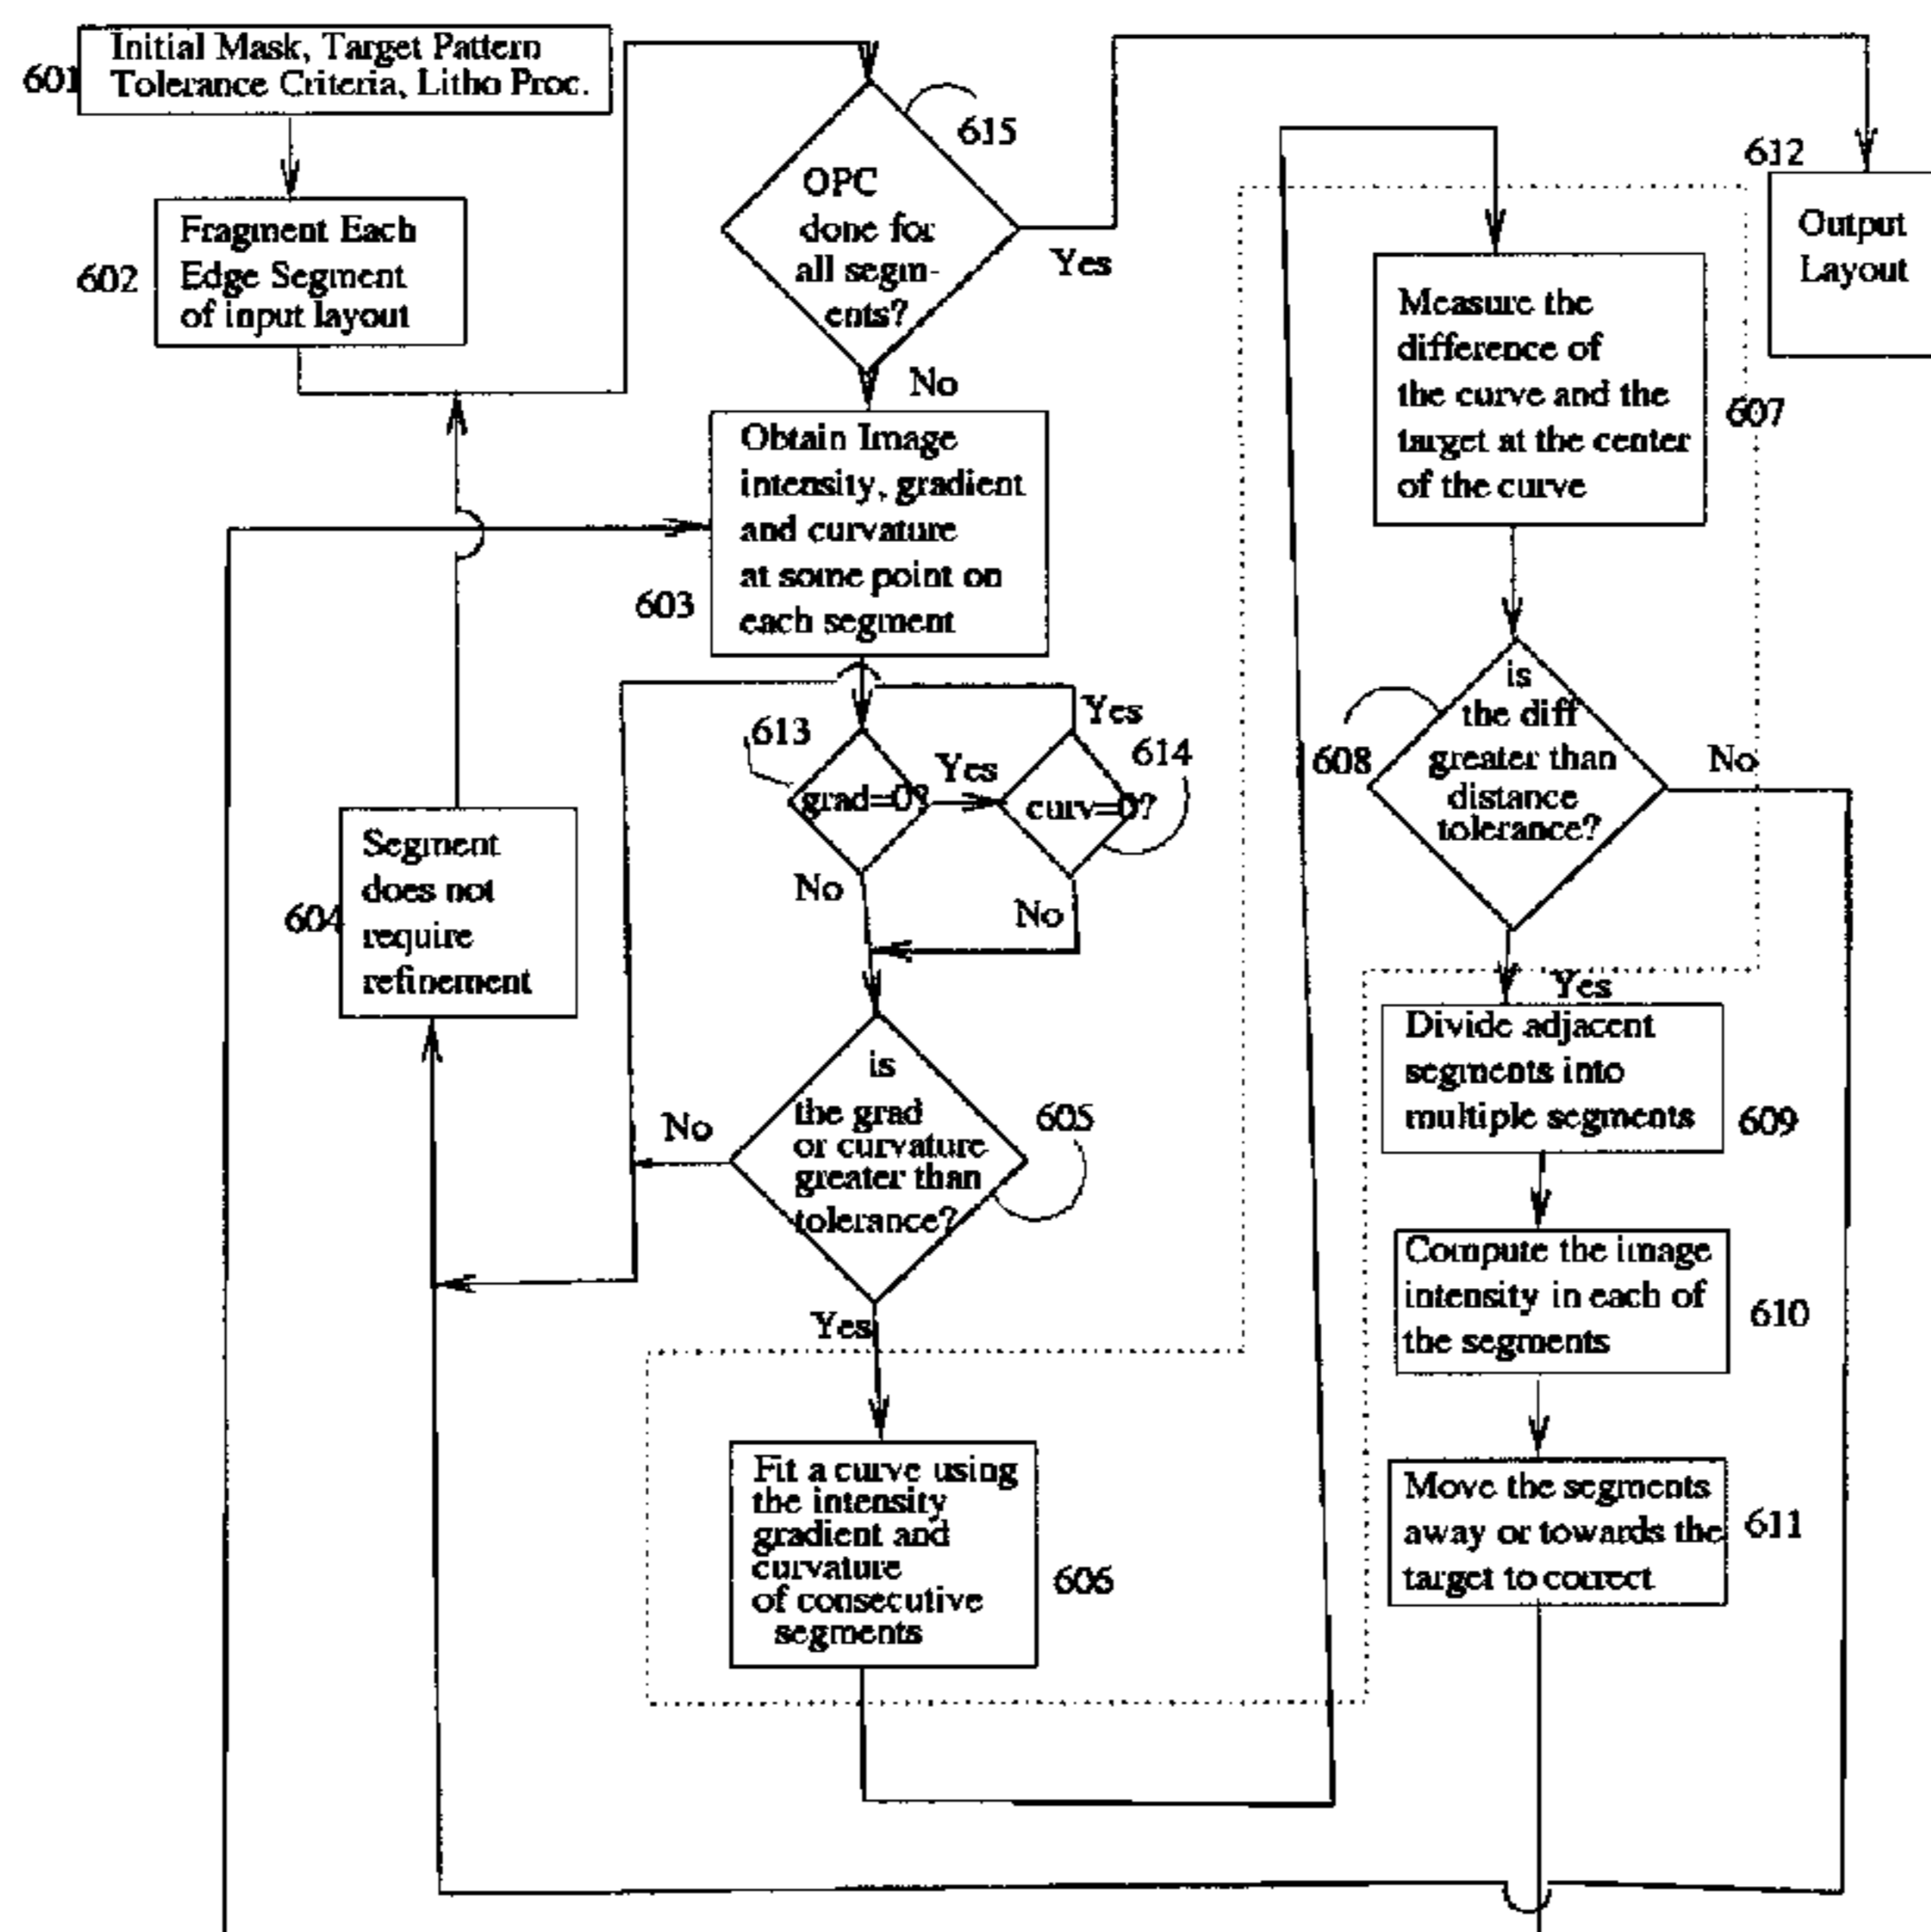 601
Initial Mask, Target Pattern
Tolerance Criteria, Litho Proc.
602
Fragment Each
Edge Segment
of input layout
615
OPC
done for
all segm-
ents?
Yes
No
612
Output
Layout
603
Obtain Image
intensity, gradient
and curvature
at some point on
each segment
613
grad=0?
Yes
No
614
curv=0?
Yes
No
604
Segment
does not
require
refinement
605
is
the grad
or curvature
greater than
tolerance?
No
Yes
606
Fit a curve using
the intensity
gradient and
curvature
of consecutive
segments
607
Measure the
difference of
the curve and the
target at the center
of the curve
608
is
the diff
greater than
distance
tolerance?
No
Yes
609
Divide adjacent
segments into
multiple segments
610
Compute the image
intensity in each of
the segments
611
Move the segments
away or towards the
target to correct